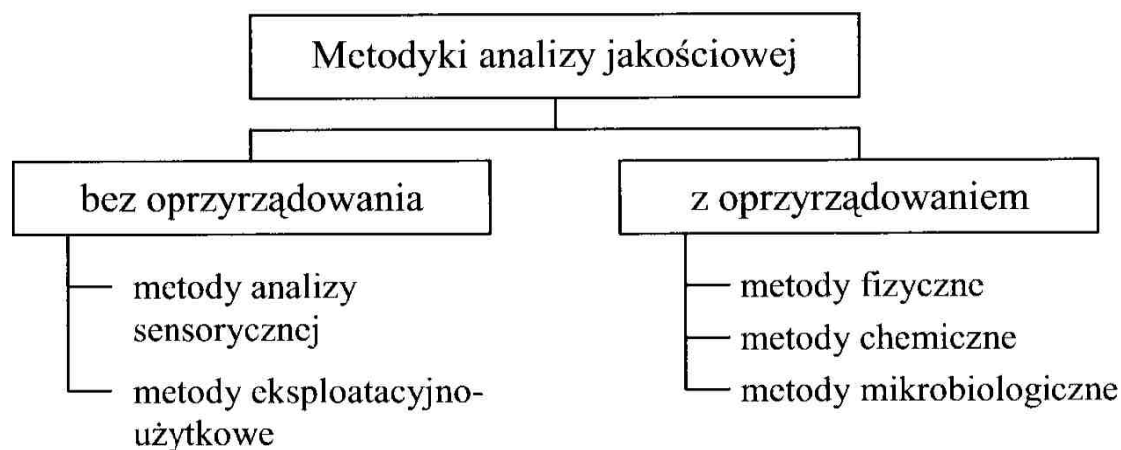 Metodyki analizy jakościowej
bez oprzyrządowania
z oprzyrządowaniem
metody analizy
sensorycznej
metody eksploatacyjno-
użytkowe
metody fizyczne
metody chemiczne
metody mikrobiologiczne